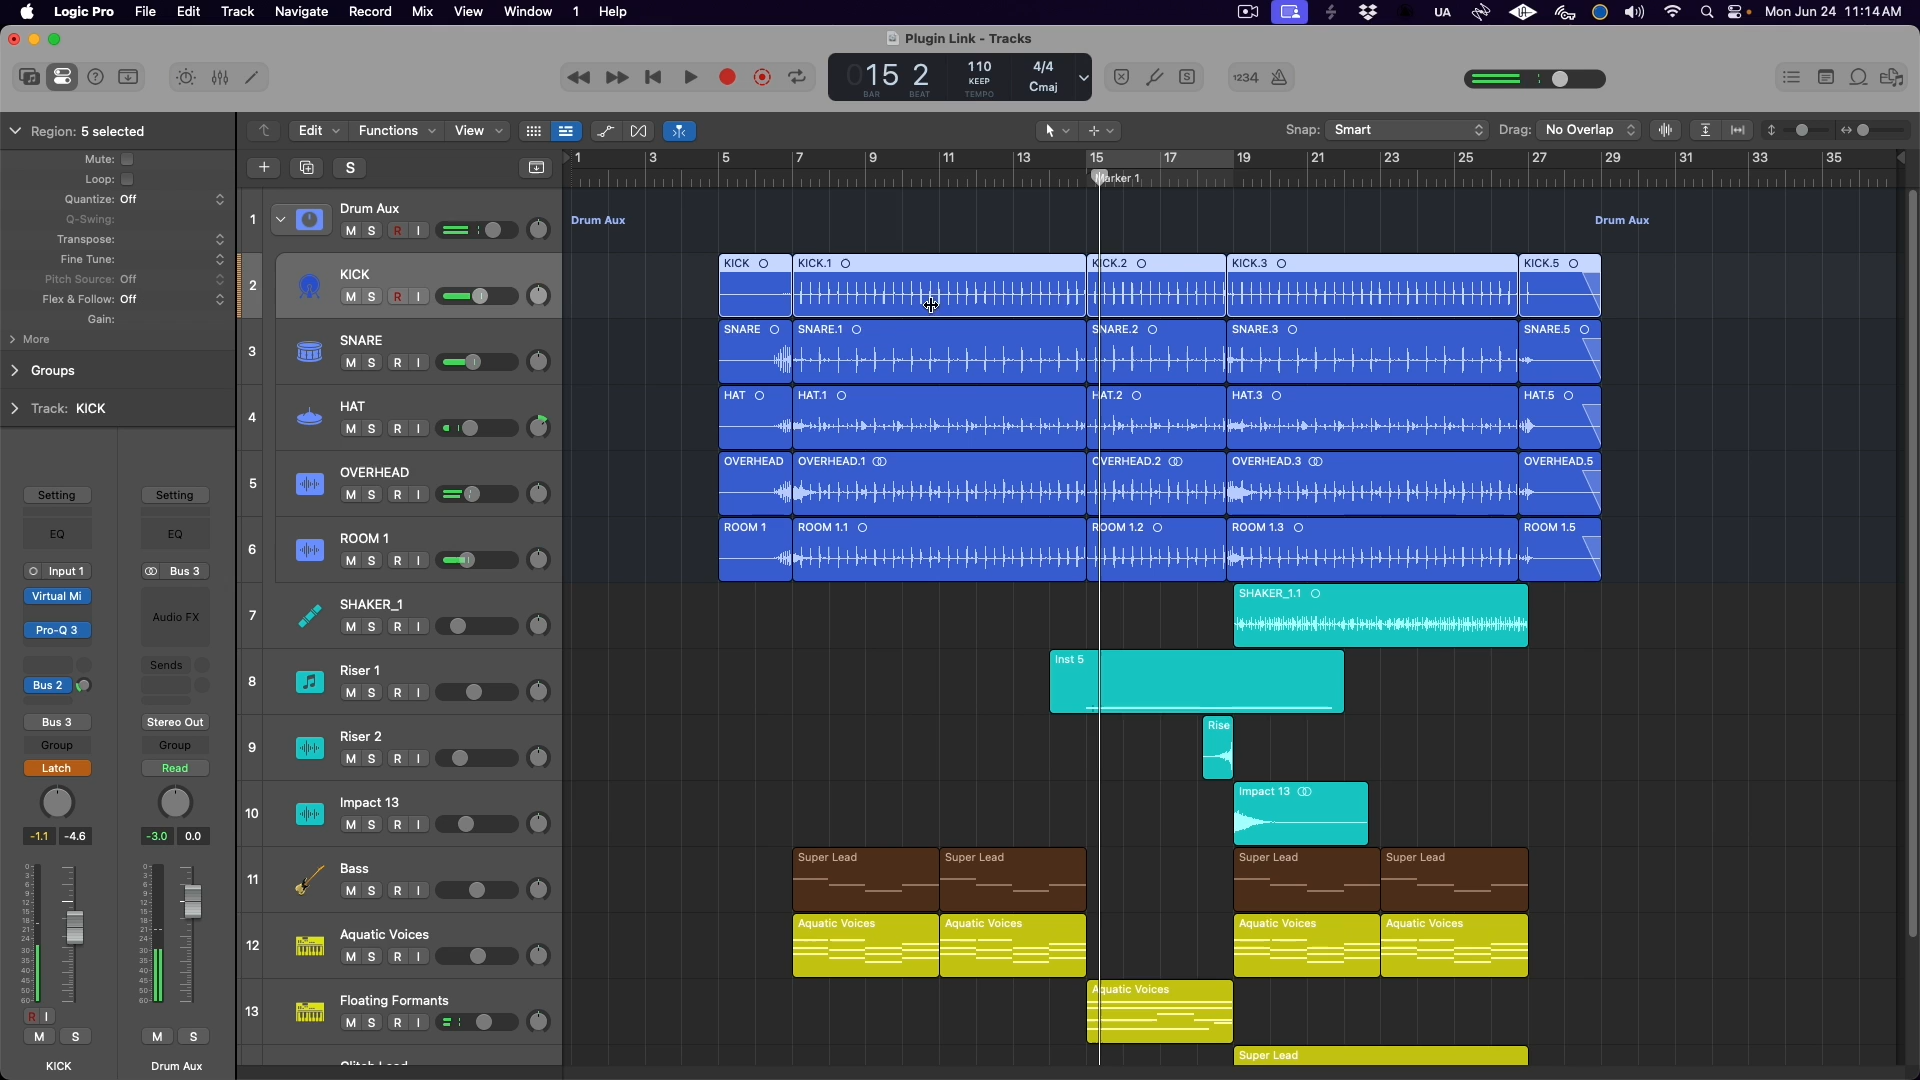 Logic Pro File Edit Track Navigate Record Mix View Window 1 Help
UA Mon Jun 24 11:14 AM
Plugin Link - Tracks
15 2 110 KEEP 4/4 Cmaj
BAR BEAT TEMPO
1234
Region: 5 selected
Edit Functions View
Snap: Smart Drag: No Overlap
Mute:
Loop:
Quantize: Off
Q-Swing:
Transpose:
Fine Tune:
Pitch Source: Off
Flex & Follow: Off
Gain:
More
Groups
Track: KICK
S
1 3 5 7 9 11 13 15 17 19 21 23 25 27 29 31 33 35
Marker 1
1 Drum Aux
M S R I
Drum Aux Drum Aux
2 KICK
M S R I
KICK KICK.1 KICK.2 KICK.3 KICK.5
3 SNARE
M S R I
SNARE SNARE.1 SNARE.2 SNARE.3 SNARE.5
4 HAT
M S R I
HAT HAT.1 HAT.2 HAT.3 HAT.5
5 OVERHEAD
M S R I
OVERHEAD OVERHEAD.1 OVERHEAD.2 OVERHEAD.3 OVERHEAD.5
6 ROOM 1
M S R I
ROOM 1 ROOM 1.1 ROOM 1.2 ROOM 1.3 ROOM 1.5
7 SHAKER_1
M S R I
SHAKER_1.1
8 Riser 1
M S R I
Inst 5
9 Riser 2
M S R I
Rise
10 Impact 13
M S R I
Impact 13
11 Bass
M S R I
Super Lead Super Lead Super Lead Super Lead
12 Aquatic Voices
M S R I
Aquatic Voices Aquatic Voices Aquatic Voices Aquatic Voices
13 Floating Formants
M S R I
Aquatic Voices
Super Lead
Setting Setting
EQ EQ
Input 1 Bus 3
Virtual Mi
Audio FX
Pro-Q 3
Sends
Bus 2
Bus 3 Stereo Out
Group Group
Latch Read
-1.1 -4.6 -3.0 0.0
R I
M S M S
KICK Drum Aux